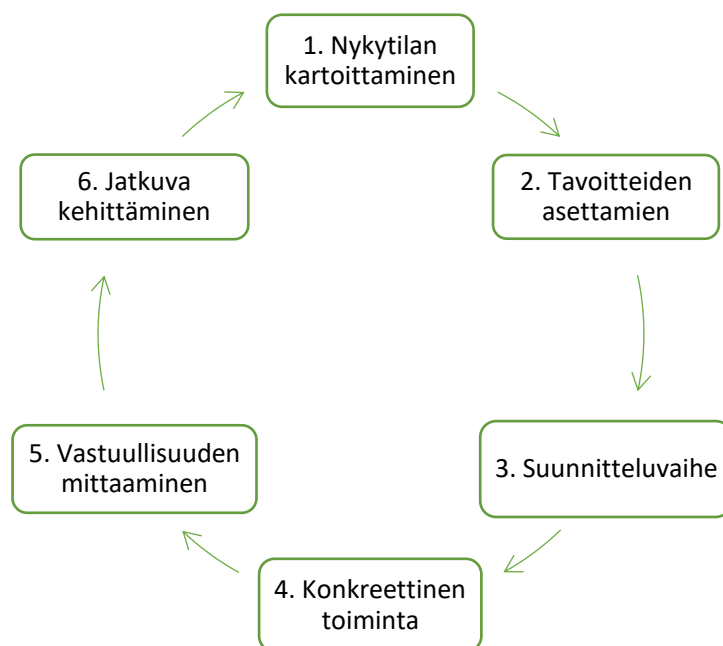 1. Nykytilan
kartoittaminen
2. Tavoitteiden
asettamien
3. Suunnitteluvaihe
4. Konkreettinen
toiminta
5. Vastuullisuuden
mittaaminen
6. Jatkuva
kehittäminen